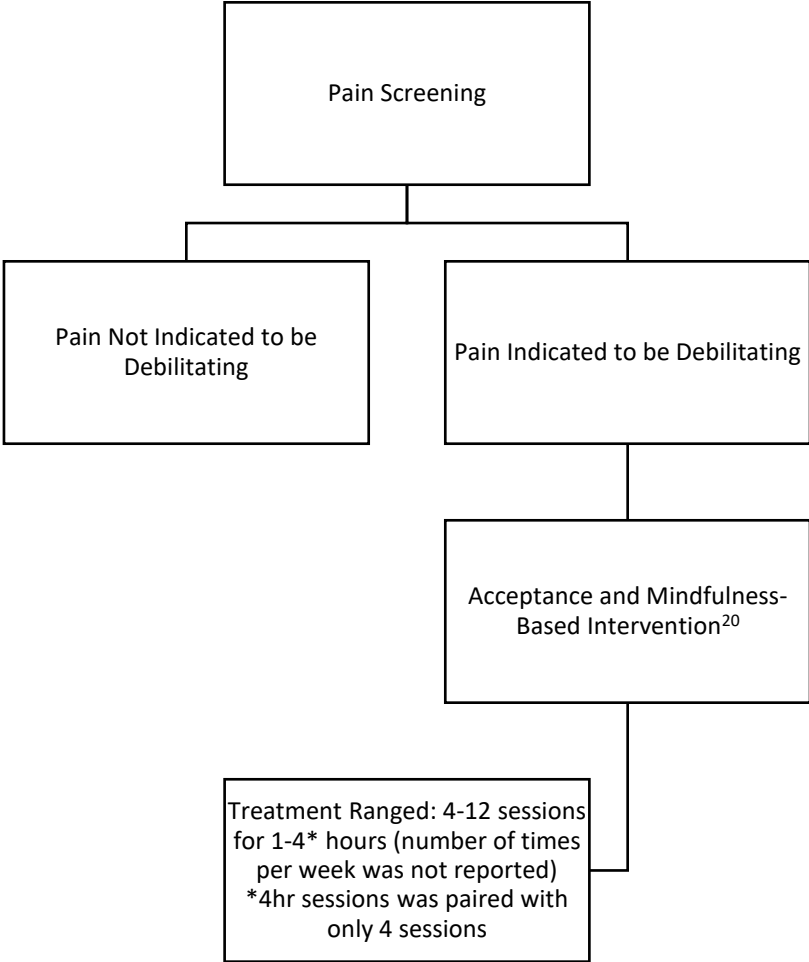 Pain Screening
Pain Not Indicated to be
Debilitating
Pain Indicated to be Debilitating
Acceptance and Mindfulness-
Based Intervention²⁰
Treatment Ranged: 4-12 sessions
for 1-4* hours (number of times
per week was not reported)
*4hr sessions was paired with
only 4 sessions